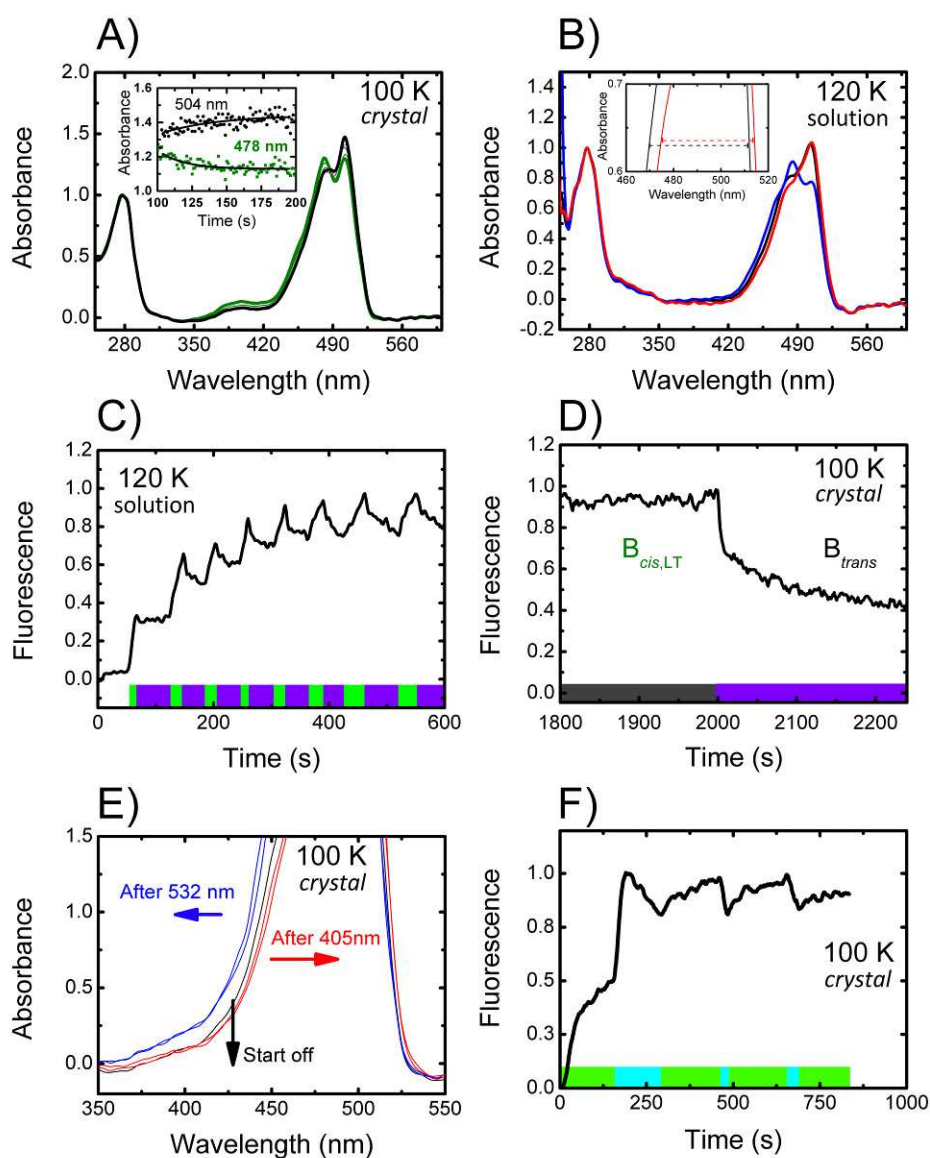 A)
100 K
crystal
504 nm
478 nm
Absorbance
1.6
1.4
1.2
1.0
100 120 140 160 180 200
Time (s)
Absorbance
2.0
1.5
1.0
0.5
0.0
280 350 420 490 560
Wavelength (nm)
B)
120 K
solution
Absorbance
0.7
0.6
460 480 500 520
Wavelength (nm)
Absorbance
1.4
1.2
1.0
0.8
0.6
0.4
0.2
0.0
-0.2
280 350 420 490 560
Wavelength (nm)
C)
120 K
solution
Fluorescence
1.2
1.0
0.8
0.6
0.4
0.2
0.0
0 200 400 600
Time (s)
D)
100 K
crystal
Bcis,LT
Btrans
Fluorescence
1.2
1.0
0.8
0.6
0.4
0.2
0.0
1800 1900 2000 2100 2200
Time (s)
E)
100 K
crystal
After 532 nm
After 405nm
Start off
Absorbance
1.5
1.0
0.5
0.0
350 400 450 500 550
Wavelength (nm)
F)
100 K
crystal
Fluorescence
1.0
0.8
0.5
0.3
0.0
0 250 500 750 1000
Time (s)